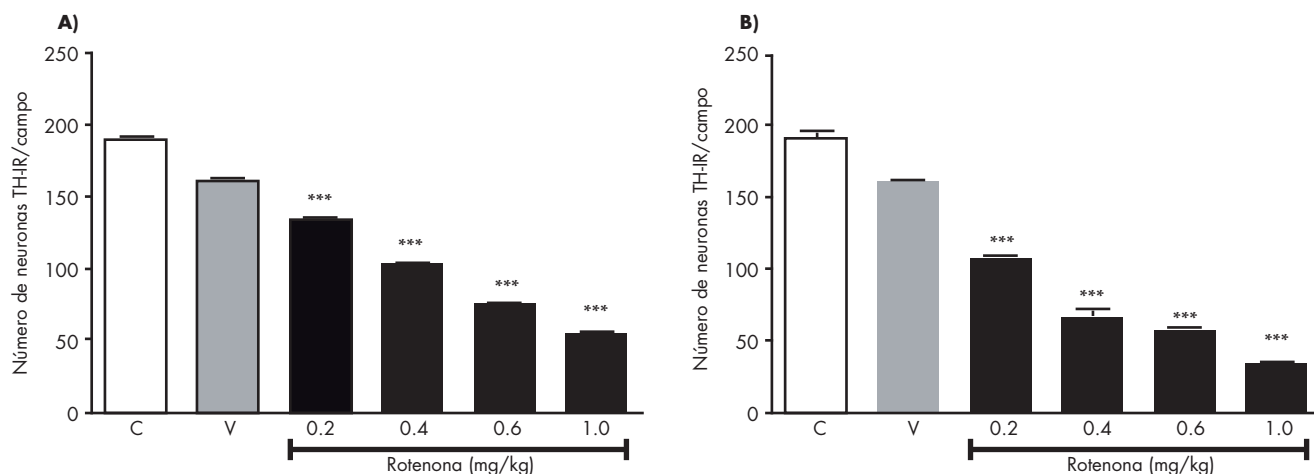 A)
Número de neuronas TH-IR/campo
250
200
150
100
50
0
***
***
***
***
C V 0.2 0.4 0.6 1.0
Rotenona (mg/kg)
B)
Número de neuronas TH-IR/campo
250
200
150
100
50
0
***
***
***
***
C V 0.2 0.4 0.6 1.0
Rotenona (mg/kg)